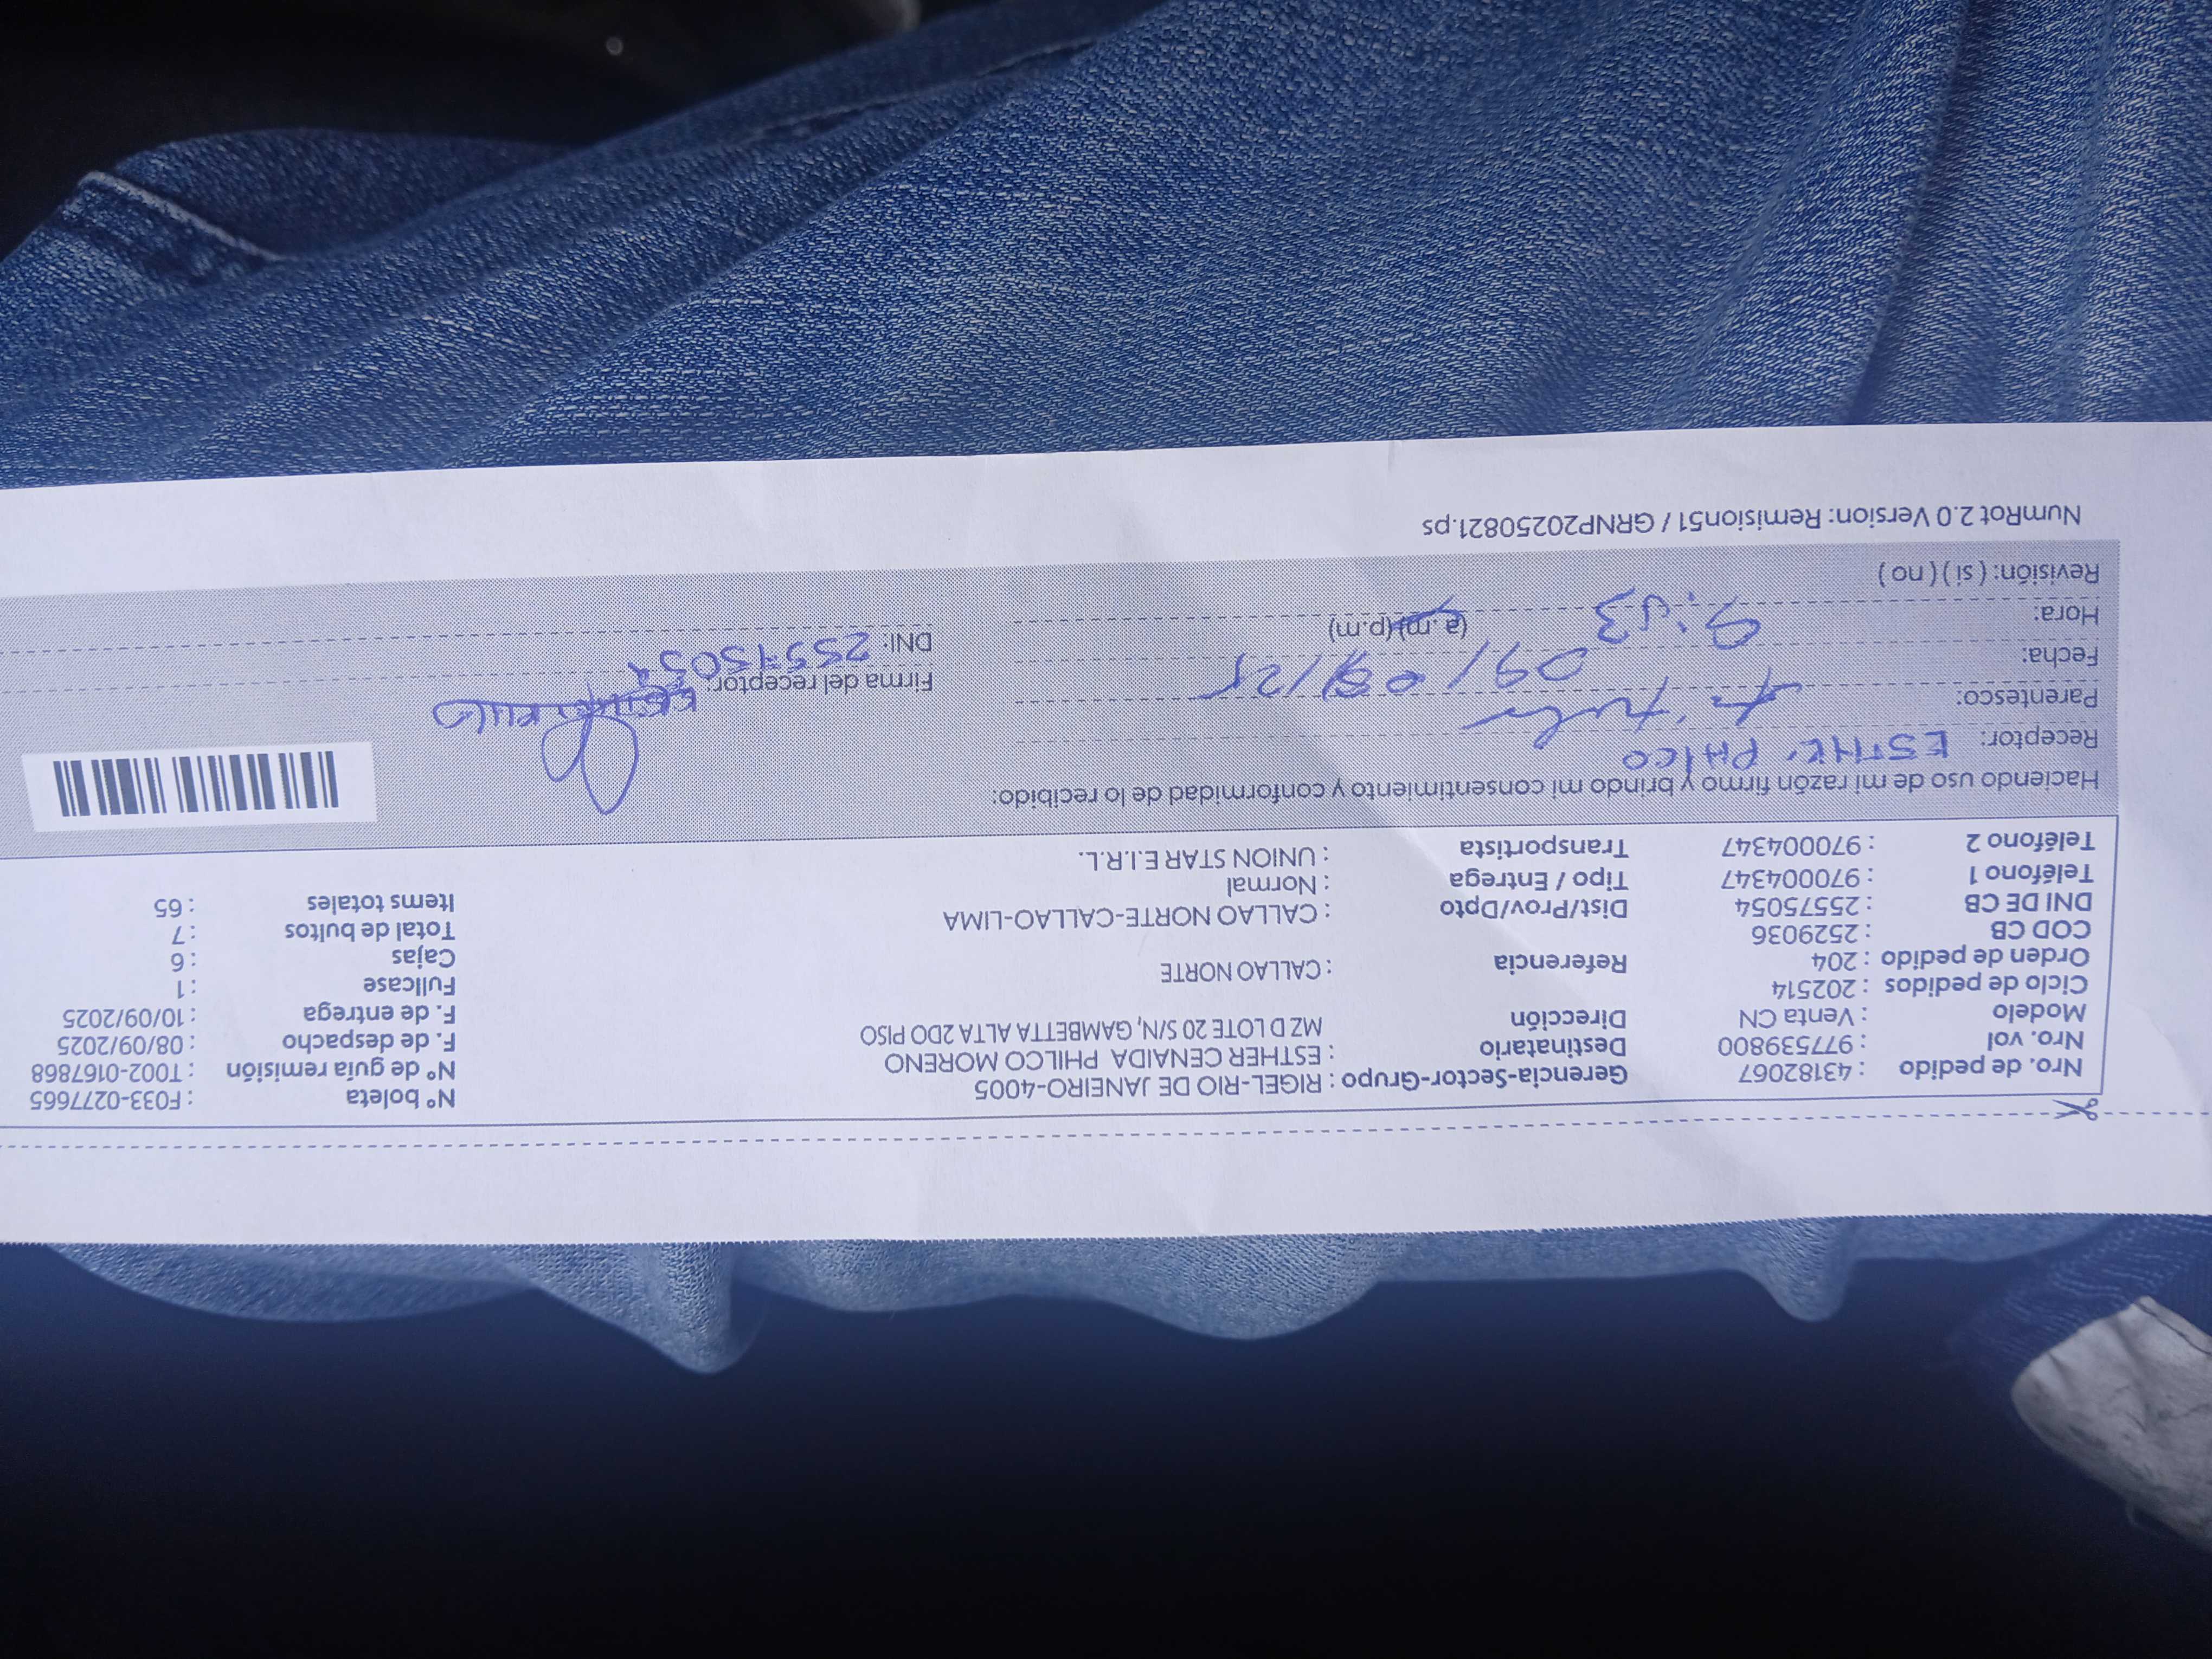 Nro. de pedido : 43182067 Gerencia-Sector-Grupo : RIGEL-RIO DE JANEIRO-4005 N° boleta : F033-0277665
Nro. vol : 977539800 Destinatario : ESTHER CENAIDA PHILCO MORENO N° de guía remisión : T002-0167868
Modelo : Venta CN Dirección MZ D LOTE 20 S/N, GAMBETTA ALTA 2DO PISO F. de despacho : 08/09/2025
Ciclo de pedidos : 202514 F. de entrega : 10/09/2025
Orden de pedido : 204 Referencia : CALLAO NORTE Fullcase : 1
COD CB : 2529036 Cajas : 6
DNI DE CB : 25575054 Dist/Prov/Dpto : CALLAO NORTE-CALLAO-LIMA Total de bultos : 7
Teléfono 1 : 970004347 Tipo / Entrega : Normal Items totales : 65
Teléfono 2 : 970004347 Transportista : UNION STAR E.I.R.L.
Haciendo uso de mi razón firmo y brindo mi consentimiento y conformidad de lo recibido:
Receptor: ESTHER PHILCO
Parentesco: Firma del receptor:
Fecha: 09/09/25 DNI: 25575054
Hora: (a.m) (p.m)
Revisión: ( si ) ( no )
NumRot 2.0 Version: Remision51 / GRNP20250821.ps